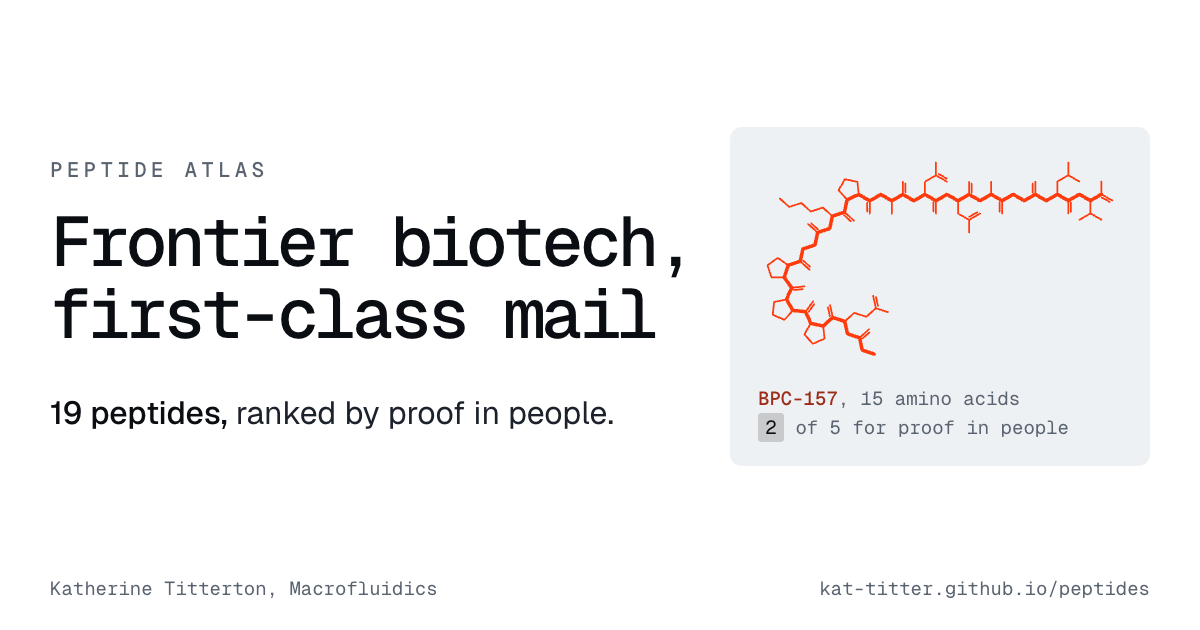 PEPTIDE ATLAS
Frontier biotech,
first-class mail
19 peptides, ranked by proof in people.
BPC-157, 15 amino acids
2 of 5 for proof in people
Katherine Titterton, Macrofluidics
kat-titter.github.io/peptides